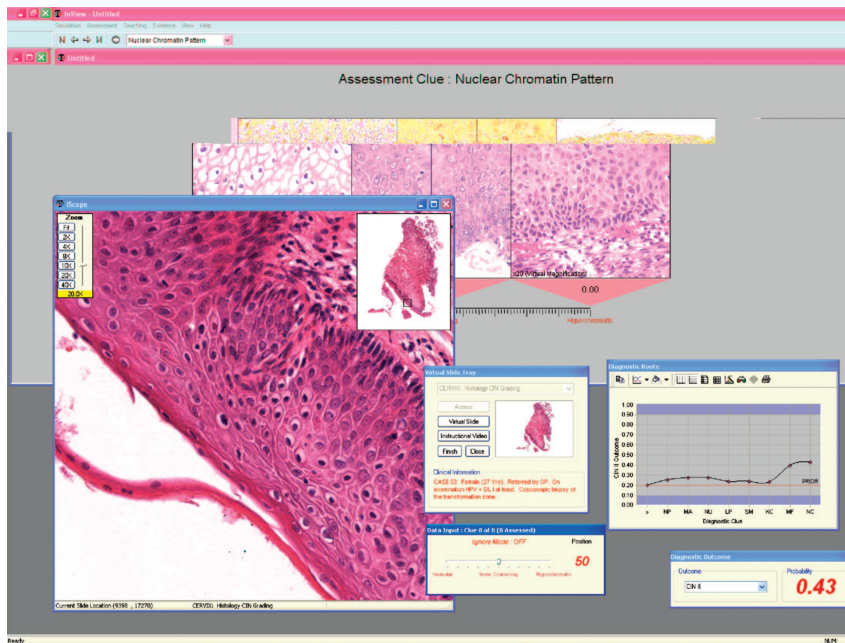 InView - Untitled
Simulation Assessment Teaching Evidence View Help
Nuclear Chromatin Pattern
Untitled
Assessment Clue : Nuclear Chromatin Pattern
IScope
Zoom
Fit
2X
4X
8X
10X
20X
40X
20.0X
x20 (Virtual Magnification)
0.00
Hyperchromatic
Virtual Slide Tray
CERVIX: Histology CIN Grading
Assess
Virtual Slide
Instructional Video
Finish Close
Clinical Information
CASE 03: Female (27 Yrs). Referred by GP. On
examination HPV + SIL I at level. Colposcopic biopsy of
the transformation zone.
Diagnostic Route
1.00
0.90
0.80
0.70
0.60
0.50
0.40
0.30
0.20
0.10
0.00
CIN II Outcome
PRIOR
NP MA NU LP SM KC MF NC
Diagnostic Clue
Data Input : Clue 8 of 8 (8 Assessed)
Ignore Mode : OFF Position
50
Vesicular Some Coarsening Hyperchromatic
Diagnostic Outcome
Outcome Probability
CIN II 0.43
Current Slide Location (9398 , 17270) CERVIX: Histology CIN Grading
Ready NUM